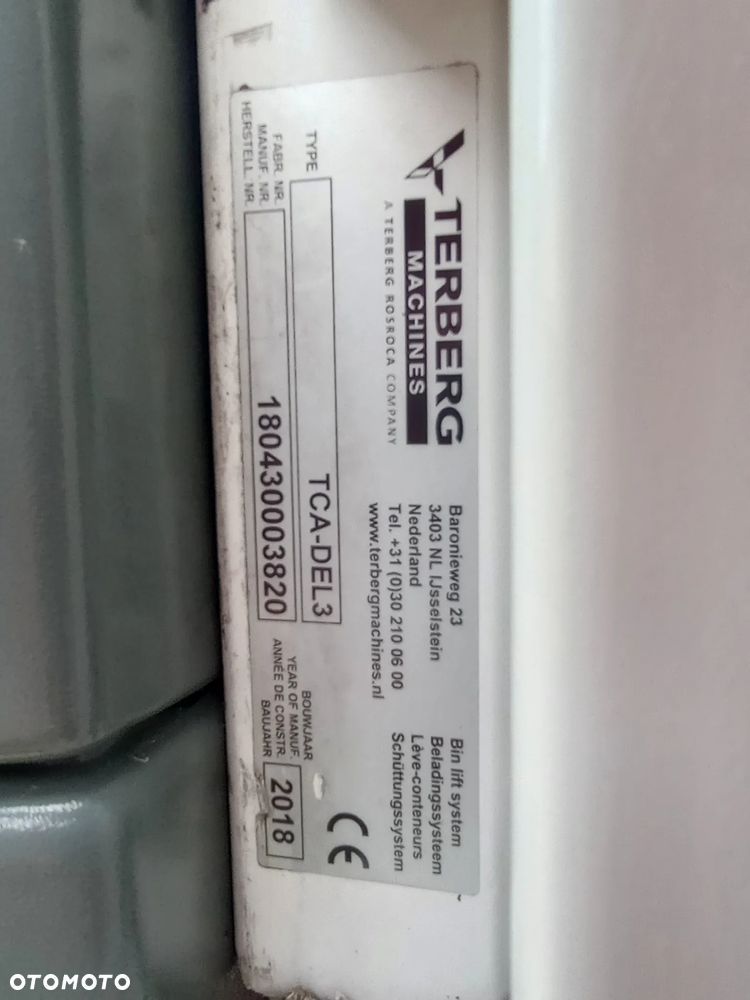 TERBERG
MACHINES
A TERBERG ROSROCA COMPANY
Baronieweg 23
3403 NL IJsselstein
Nederland
Tel. +31 (0)30 210 06 00
www.terbergmachines.nl
Bin lift system
Beladingssysteem
Lève-conteneurs
Schüttungssystem
TYPE
TCA-DEL3
FABR. NR.
MANUF. NR.
HERSTELL. NR.
180430003820
BOUWJAAR
YEAR OF MANUF.
ANNÉE DE CONSTR.
BAUJAHR
2018
CE
OTOMOTO